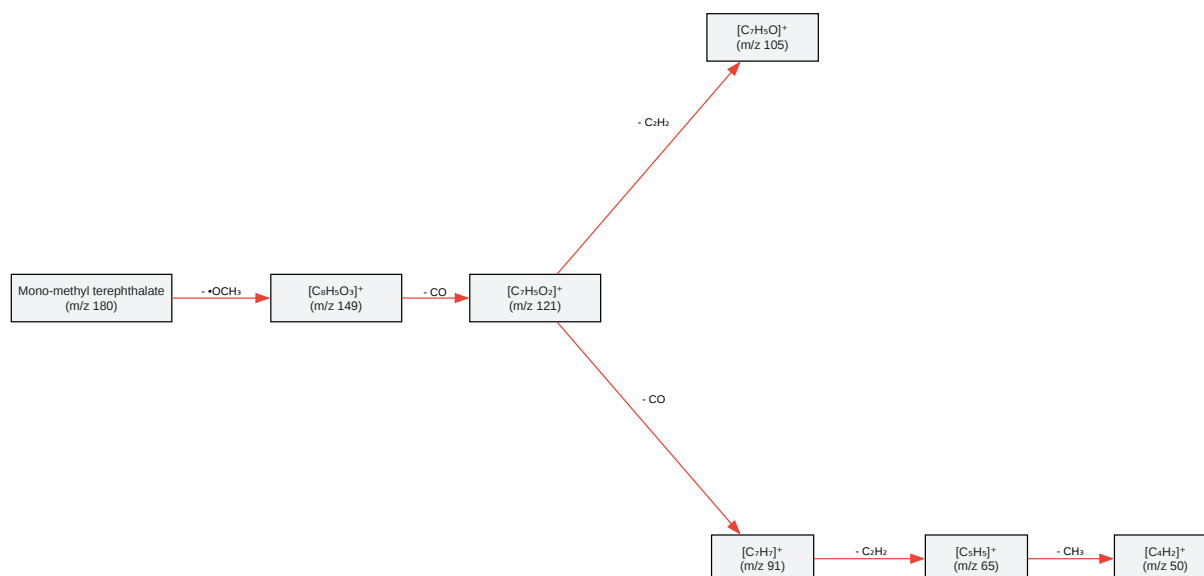 [C₇H₅O]⁺
(m/z 105)
- C₂H₂
Mono-methyl terephthalate
(m/z 180)
- •OCH₃
[C₈H₅O₃]⁺
(m/z 149)
- CO
[C₇H₅O₂]⁺
(m/z 121)
- CO
[C₇H₇]⁺
(m/z 91)
- C₂H₂
[C₅H₅]⁺
(m/z 65)
- CH₃
[C₄H₂]⁺
(m/z 50)